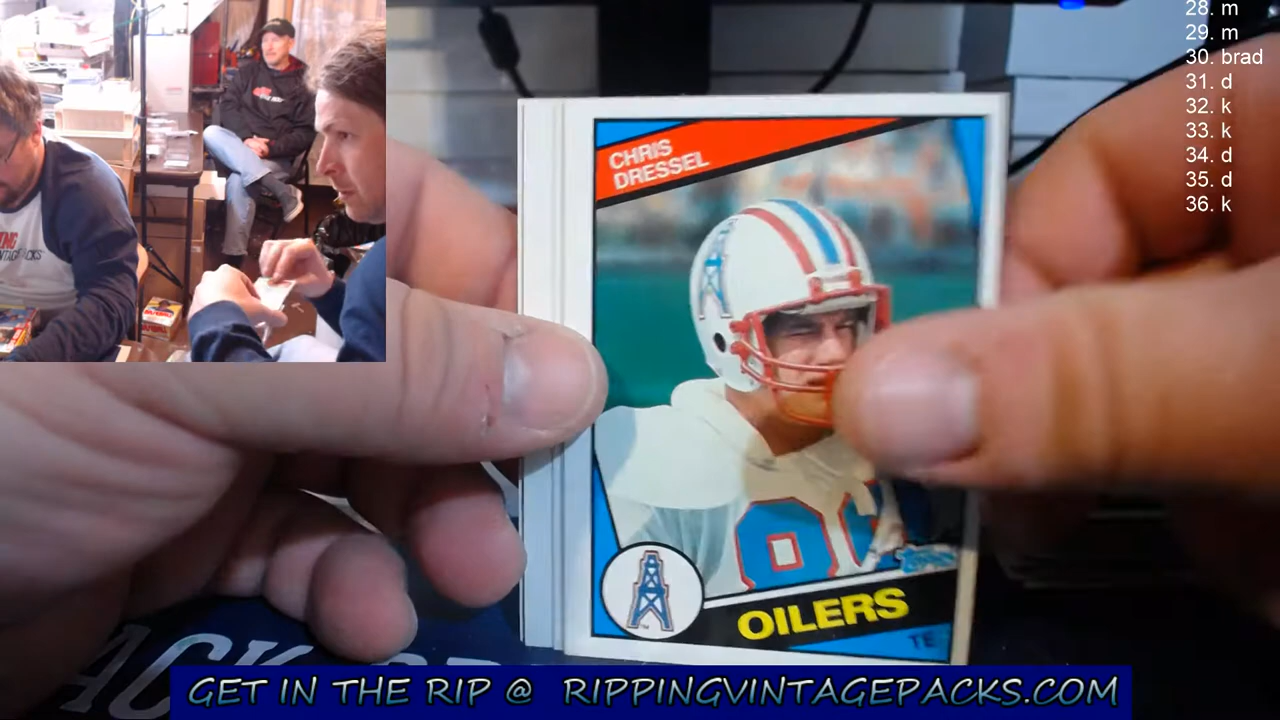 28. m
29. m
30. brad
31. d
32. k
33. k
34. d
35. d
36. k
CHRIS
DRESSEL
OILERS
TE
GET IN THE RIP @ RIPPINGVINTAGEPACKS.COM